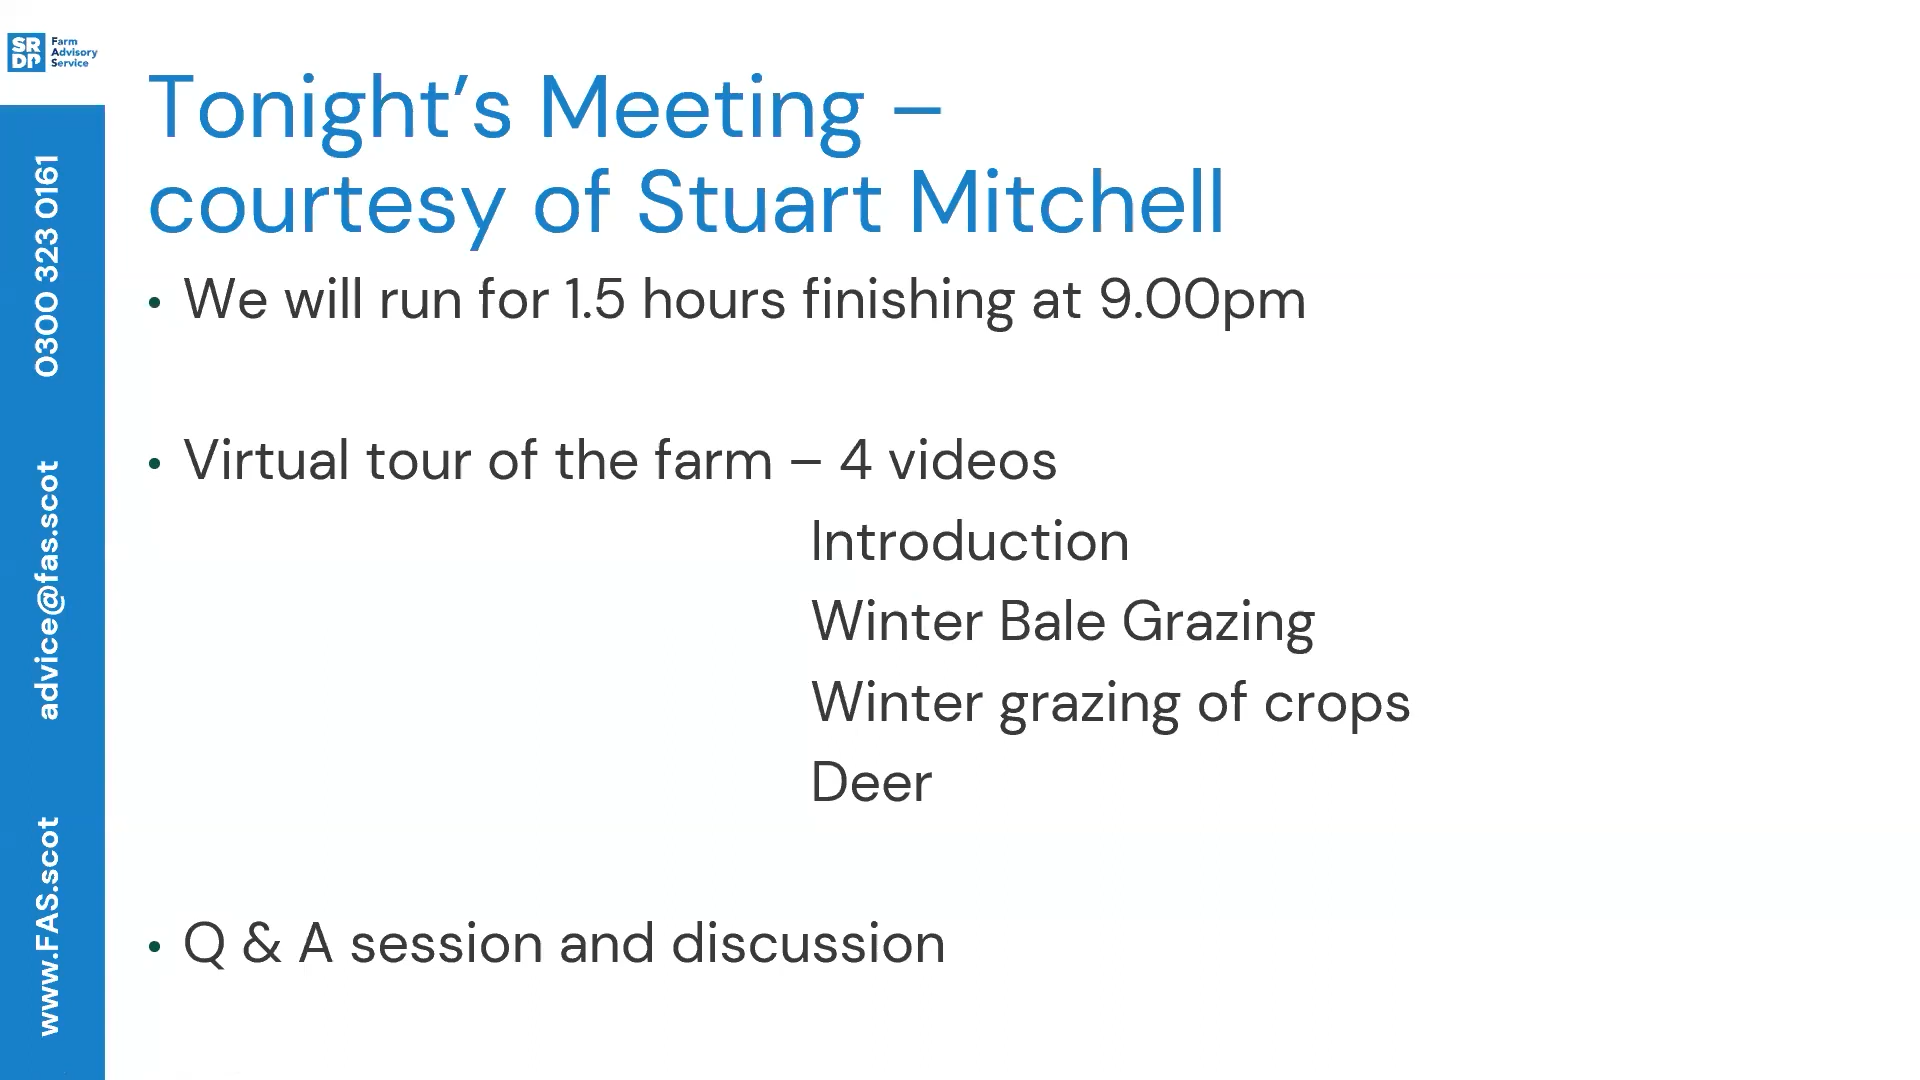 SR
DP
Farm
Advisory
Service
Tonight’s Meeting –
courtesy of Stuart Mitchell
• We will run for 1.5 hours finishing at 9.00pm
• Virtual tour of the farm – 4 videos
Introduction
Winter Bale Grazing
Winter grazing of crops
Deer
• Q & A session and discussion
0300 323 0161
advice@fas.scot
www.FAS.scot